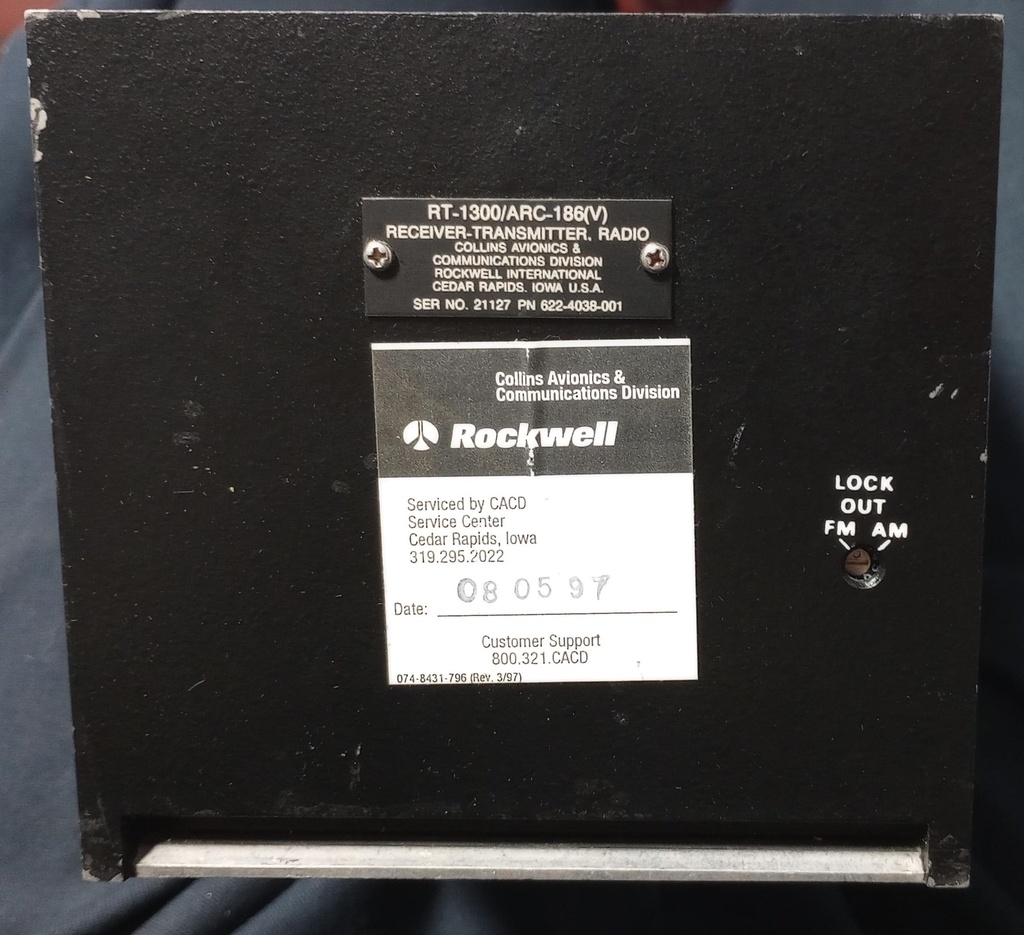 RT-1300/ARC-186(V)
RECEIVER-TRANSMITTER, RADIO
COLLINS AVIONICS &
COMMUNICATIONS DIVISION
ROCKWELL INTERNATIONAL
CEDAR RAPIDS. IOWA U.S.A.
SER NO. 21127 PN 622-4038-001
Collins Avionics &
Communications Division
Rockwell
Serviced by CACD
Service Center
Cedar Rapids, Iowa
319.295.2022
08 05 97
Date:
Customer Support
800.321.CACD
074-8431-796 (Rev. 3/97)
LOCK
OUT
FM AM